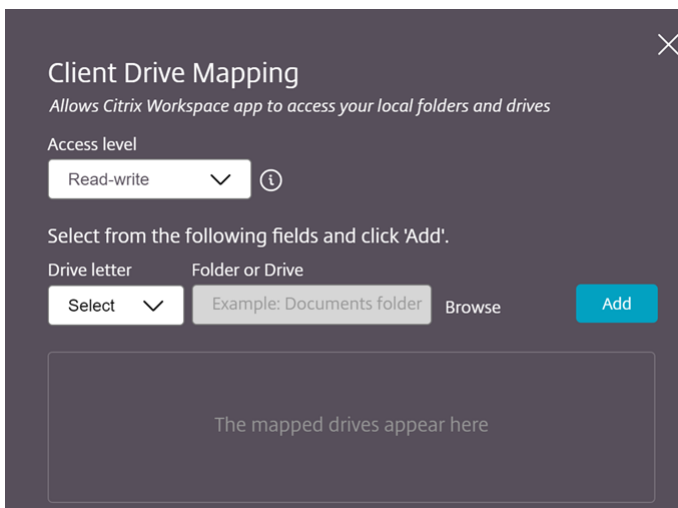 Client Drive Mapping
Allows Citrix Workspace app to access your local folders and drives
Access level
Read-write
Select from the following fields and click 'Add'.
Drive letter Folder or Drive
Select Example: Documents folder Browse Add
The mapped drives appear here